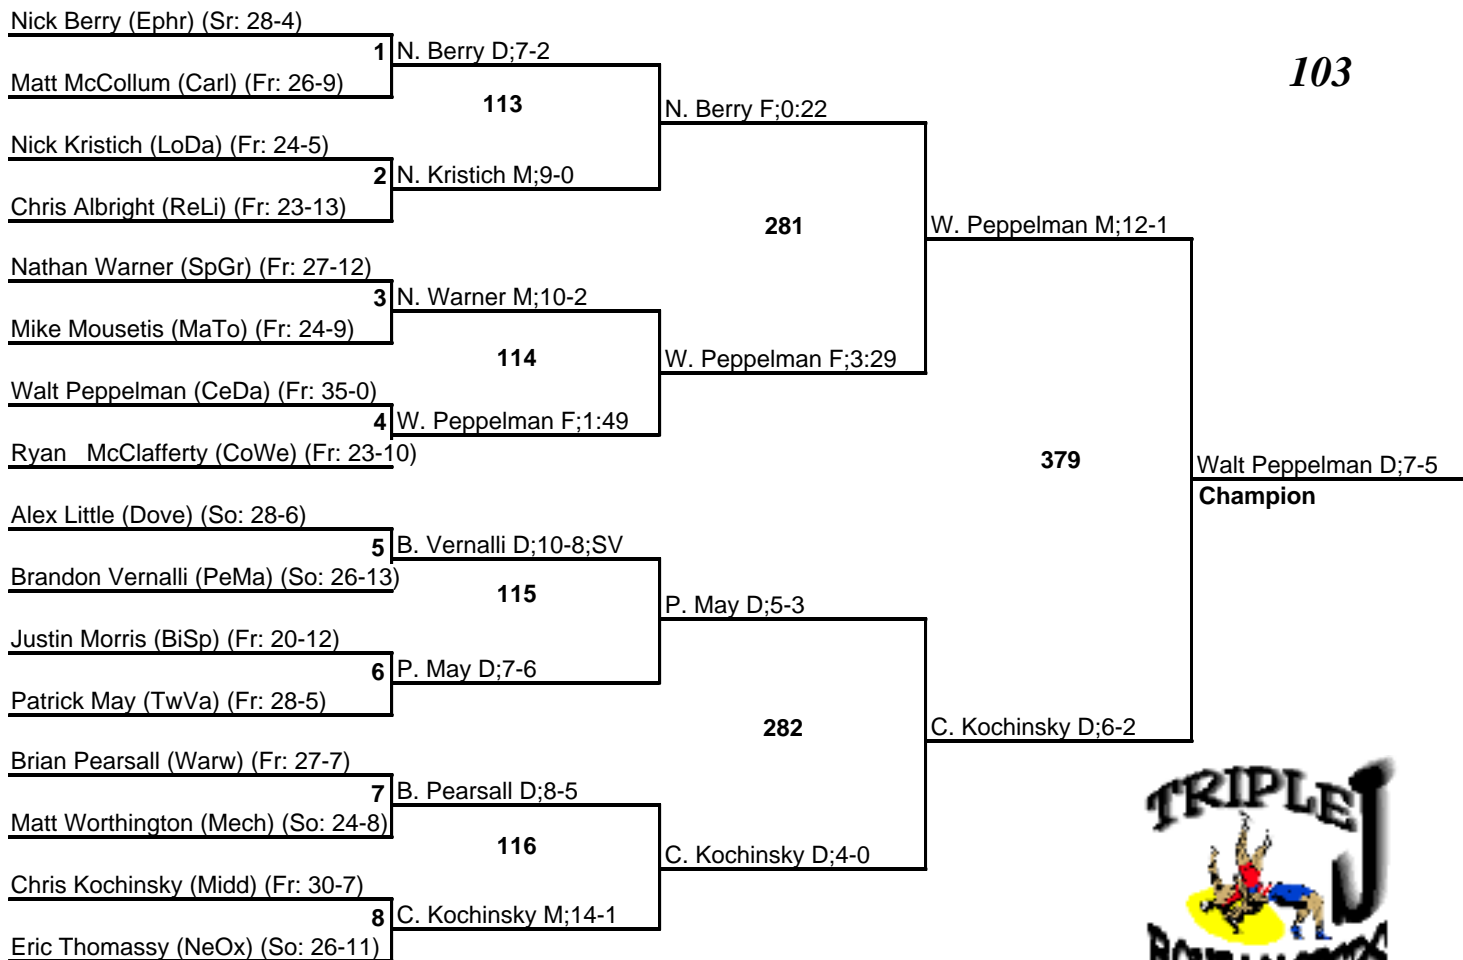 Nick Berry (Ephr) (Sr: 28-4)
1 N. Berry D;7-2
103
Matt McCollum (Carl) (Fr: 26-9)
113
N. Berry F;0:22
Nick Kristich (LoDa) (Fr: 24-5)
2 N. Kristich M;9-0
Chris Albright (ReLi) (Fr: 23-13)
281
W. Peppelman M;12-1
Nathan Warner (SpGr) (Fr: 27-12)
3 N. Warner M;10-2
Mike Mousetis (MaTo) (Fr: 24-9)
114
W. Peppelman F;3:29
Walt Peppelman (CeDa) (Fr: 35-0)
4 W. Peppelman F;1:49
Ryan   McClafferty (CoWe) (Fr: 23-10)
379
Walt Peppelman D;7-5
Champion
Alex Little (Dove) (So: 28-6)
5 B. Vernalli D;10-8;SV
Brandon Vernalli (PeMa) (So: 26-13)
115
P. May D;5-3
Justin Morris (BiSp) (Fr: 20-12)
6 P. May D;7-6
Patrick May (TwVa) (Fr: 28-5)
282
C. Kochinsky D;6-2
Brian Pearsall (Warw) (Fr: 27-7)
7 B. Pearsall D;8-5
Matt Worthington (Mech) (So: 24-8)
116
C. Kochinsky D;4-0
Chris Kochinsky (Midd) (Fr: 30-7)
8 C. Kochinsky M;14-1
Eric Thomassy (NeOx) (So: 26-11)
TRIPLE J